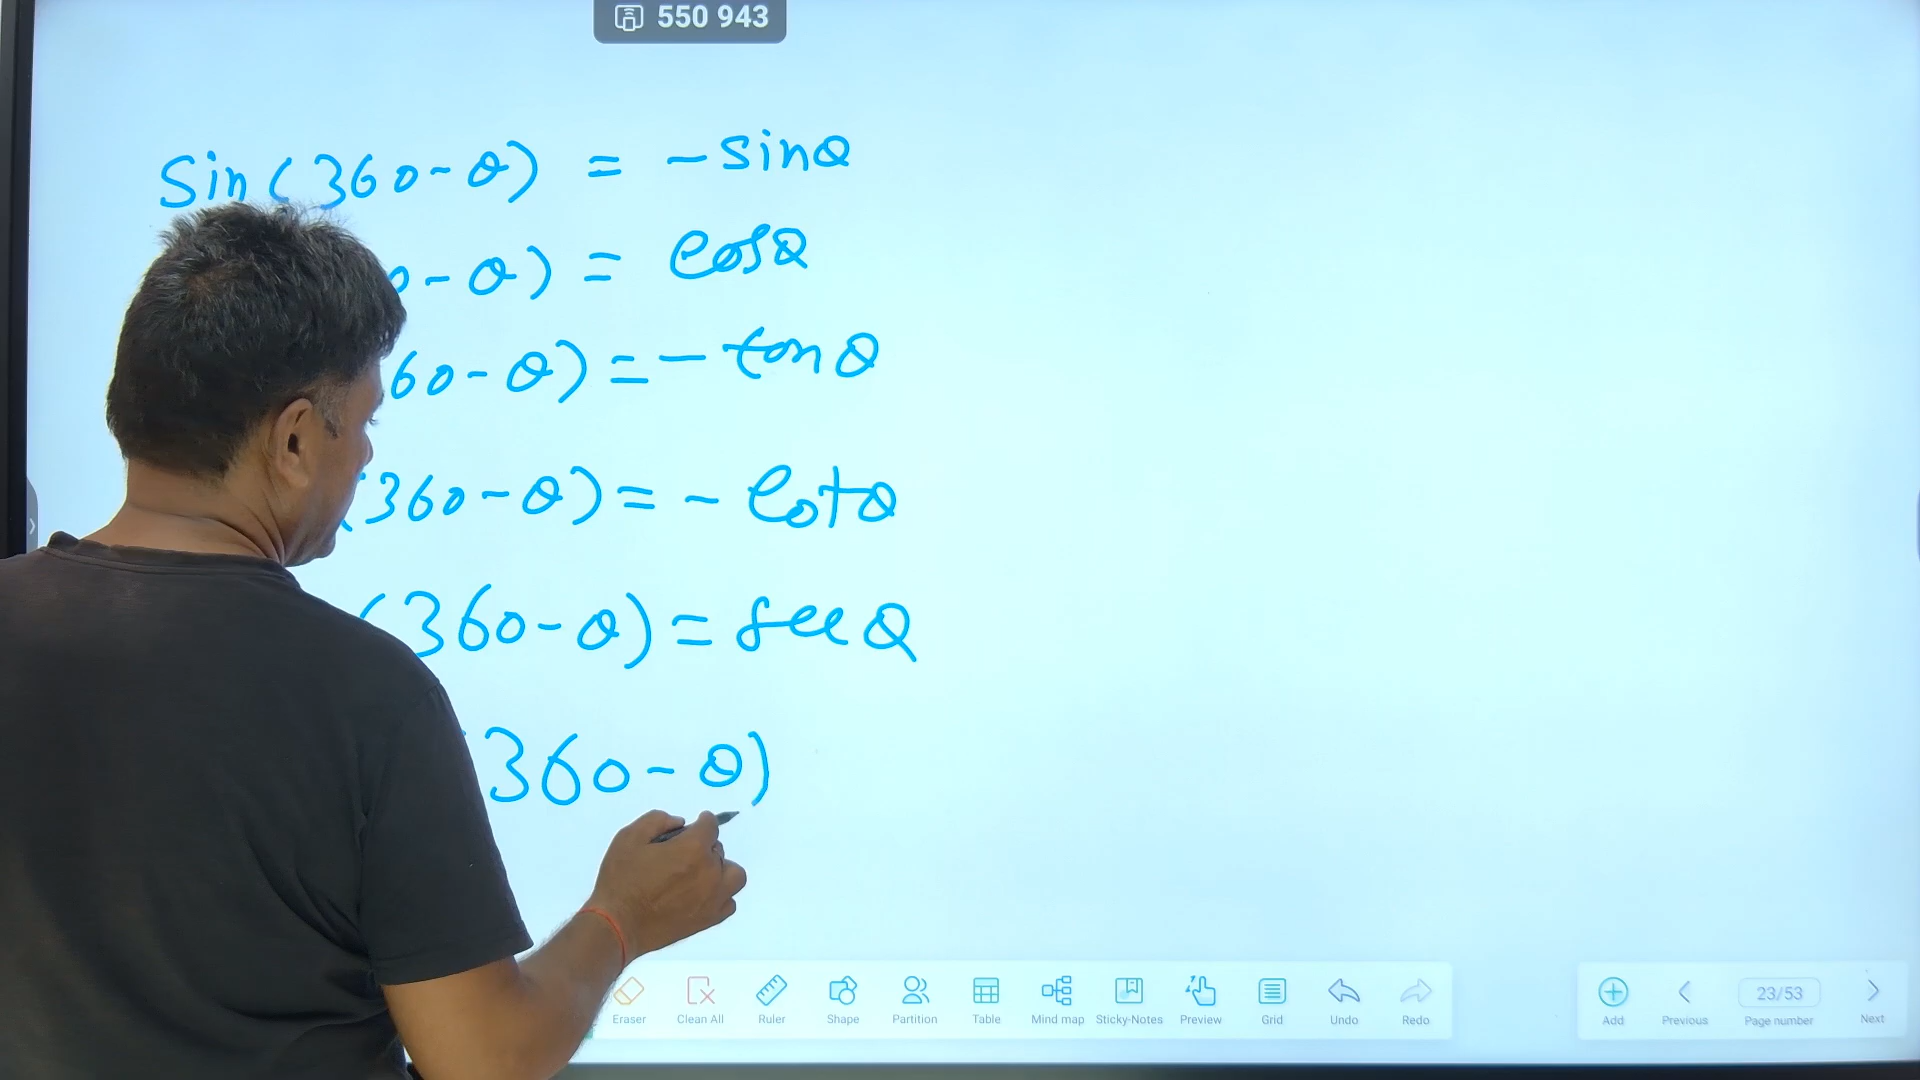 550 943
Sin(360-θ) = -sinθ
0-θ) = cosθ
60-θ) = -tanθ
(360-θ) = -cotθ
(360-θ) = secθ
(360-θ)
Eraser Clean All Ruler Shape Partition Table Mind map Sticky-Notes Preview Grid Undo Redo Add Previous 23/53 Page number Next